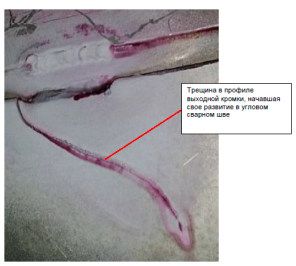 Трещина в профиле
выходной кромки, начавшая
свое развитие в угловом
сварном шве